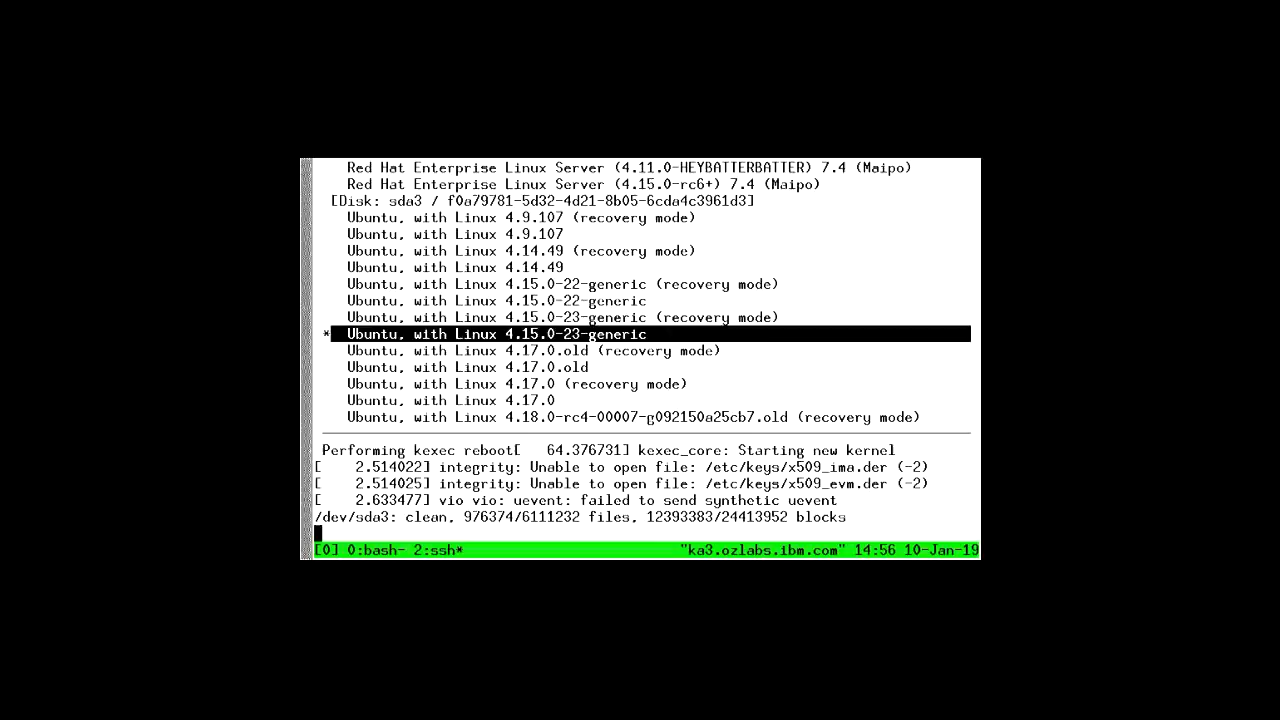 Red Hat Enterprise Linux Server (4.11.0-HEYBATTERBATTER) 7.4 (Maipo)
Red Hat Enterprise Linux Server (4.15.0-rc6+) 7.4 (Maipo)
[Disk: sda3 / f0a79781-5d32-4d21-8b05-6cda4c3961d3]
Ubuntu, with Linux 4.9.107 (recovery mode)
Ubuntu, with Linux 4.9.107
Ubuntu, with Linux 4.14.49 (recovery mode)
Ubuntu, with Linux 4.14.49
Ubuntu, with Linux 4.15.0-22-generic (recovery mode)
Ubuntu, with Linux 4.15.0-22-generic
Ubuntu, with Linux 4.15.0-23-generic (recovery mode)
* Ubuntu, with Linux 4.15.0-23-generic
Ubuntu, with Linux 4.17.0.old (recovery mode)
Ubuntu, with Linux 4.17.0.old
Ubuntu, with Linux 4.17.0 (recovery mode)
Ubuntu, with Linux 4.17.0
Ubuntu, with Linux 4.18.0-rc4-00007-g092150a25cb7.old (recovery mode)
Performing kexec reboot[   64.376731] kexec_core: Starting new kernel
[    2.514022] integrity: Unable to open file: /etc/keys/x509_ima.der (-2)
[    2.514025] integrity: Unable to open file: /etc/keys/x509_evm.der (-2)
[    2.633477] vio vio: uevent: failed to send synthetic uevent
/dev/sda3: clean, 976374/6111232 files, 12393383/24413952 blocks
[0] 0:bash- 2:ssh* "ka3.ozlabs.ibm.com" 14:56 10-Jan-19